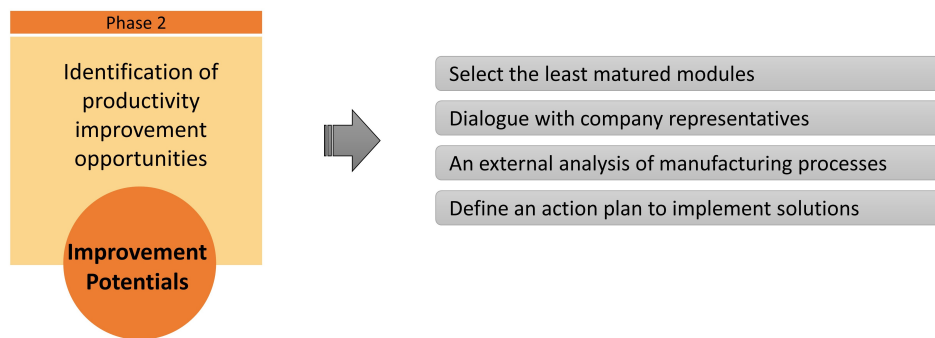 Phase 2
Identification of
productivity
improvement
opportunities
Improvement
Potentials
Select the least matured modules
Dialogue with company representatives
An external analysis of manufacturing processes
Define an action plan to implement solutions